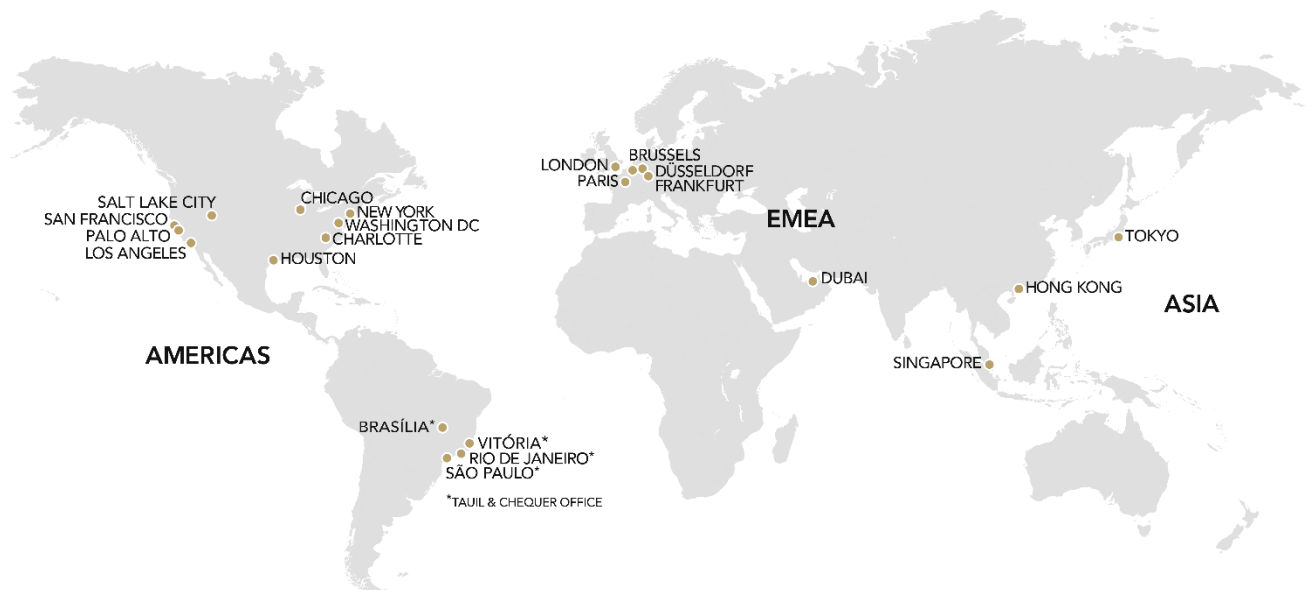 SALT LAKE CITY
SAN FRANCISCO
PALO ALTO
LOS ANGELES
CHICAGO
NEW YORK
WASHINGTON DC
CHARLOTTE
HOUSTON
AMERICAS
BRASÍLIA*
VITÓRIA*
RIO DE JANEIRO*
SÃO PAULO*
*TAUIL & CHEQUER OFFICE
LONDON
PARIS
BRUSSELS
DÜSSELDORF
FRANKFURT
EMEA
DUBAI
TOKYO
HONG KONG
ASIA
SINGAPORE